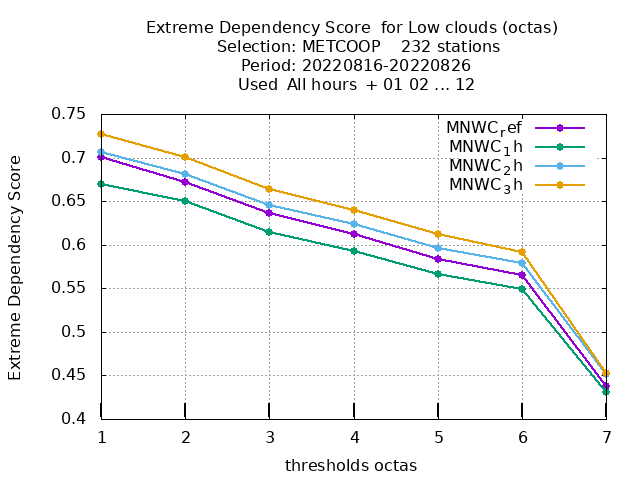 Extreme Dependency Score  for Low clouds (octas)
Selection: METCOOP    232 stations
Period: 20220816-20220826
Used  All hours  + 01 02 ... 12
MNWC_ref
MNWC_1h
MNWC_2h
MNWC_3h
Extreme Dependency Score
0.75
0.7
0.65
0.6
0.55
0.5
0.45
0.4
1 2 3 4 5 6 7
thresholds octas